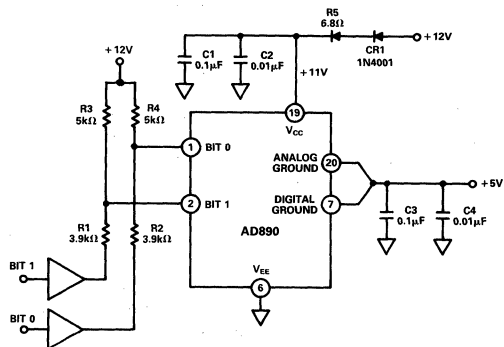 R5
6.8Ω
+12V
CR1
1N4001
+12V
C1
0.1μF
C2
0.01μF
+11V
R3
5kΩ
R4
5kΩ
19
VCC
1
BIT 0
ANALOG
GROUND
20
2
BIT 1
DIGITAL
GROUND
7
+5V
C3
0.1μF
C4
0.01μF
AD890
R1
3.9kΩ
R2
3.9kΩ
BIT 1
VEE
6
BIT 0